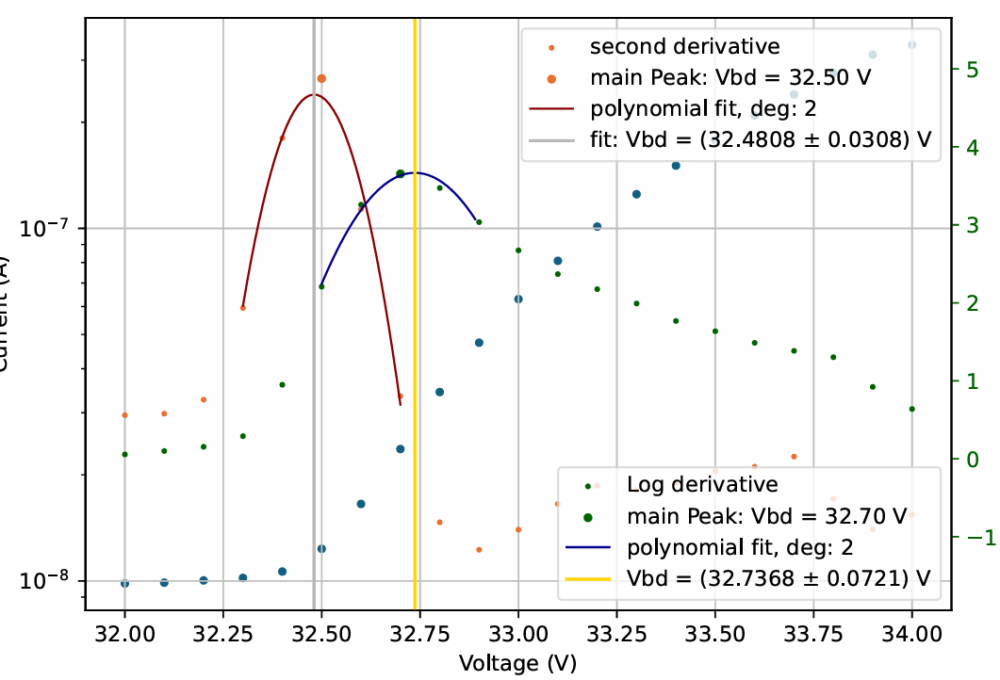 second derivative
main Peak: Vbd = 32.50 V
polynomial fit, deg: 2
fit: Vbd = (32.4808 ± 0.0308) V
5
4
10⁻⁷
3
2
1
0
Log derivative
main Peak: Vbd = 32.70 V
polynomial fit, deg: 2
Vbd = (32.7368 ± 0.0721) V
−1
10⁻⁸
32.00 32.25 32.50 32.75 33.00 33.25 33.50 33.75 34.00
Voltage (V)
Current (A)